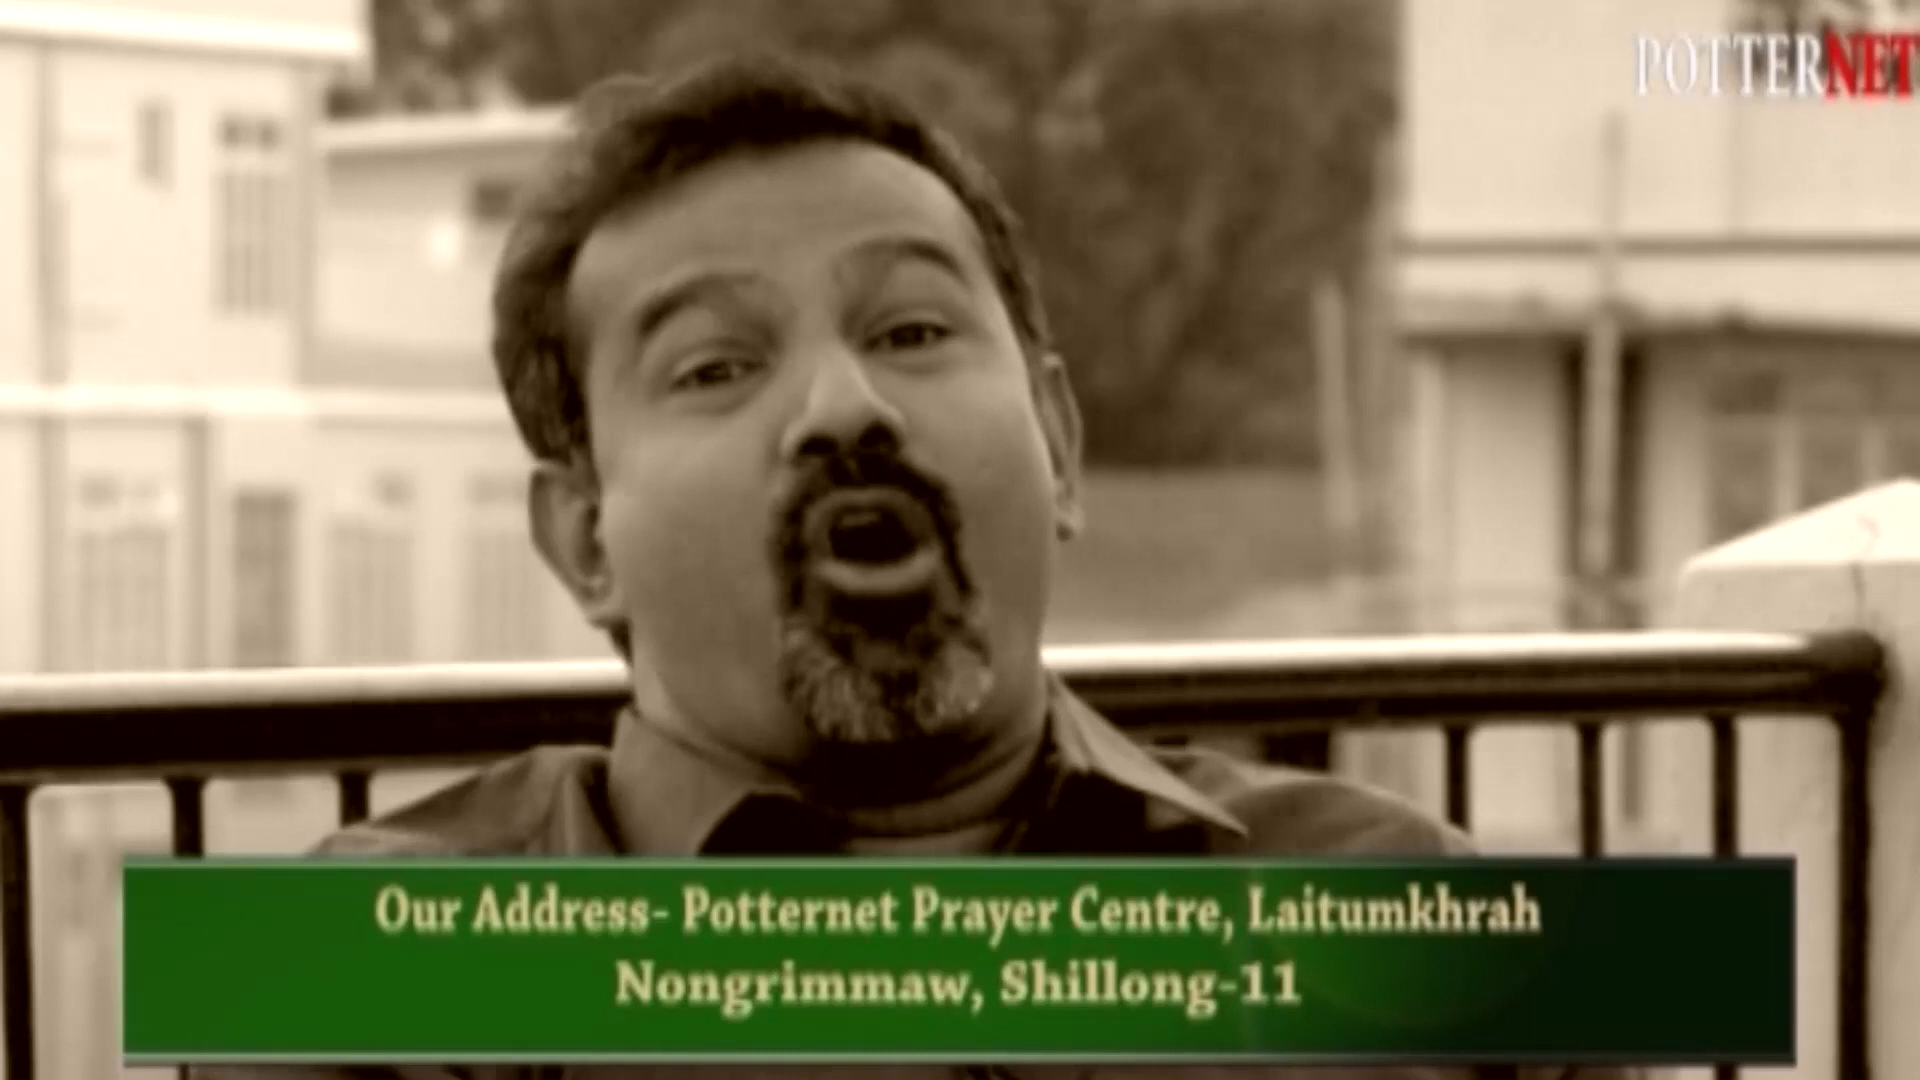 POTTERNET
Our Address- Potternet Prayer Centre, Laitumkhrah
Nongrimmaw, Shillong-11